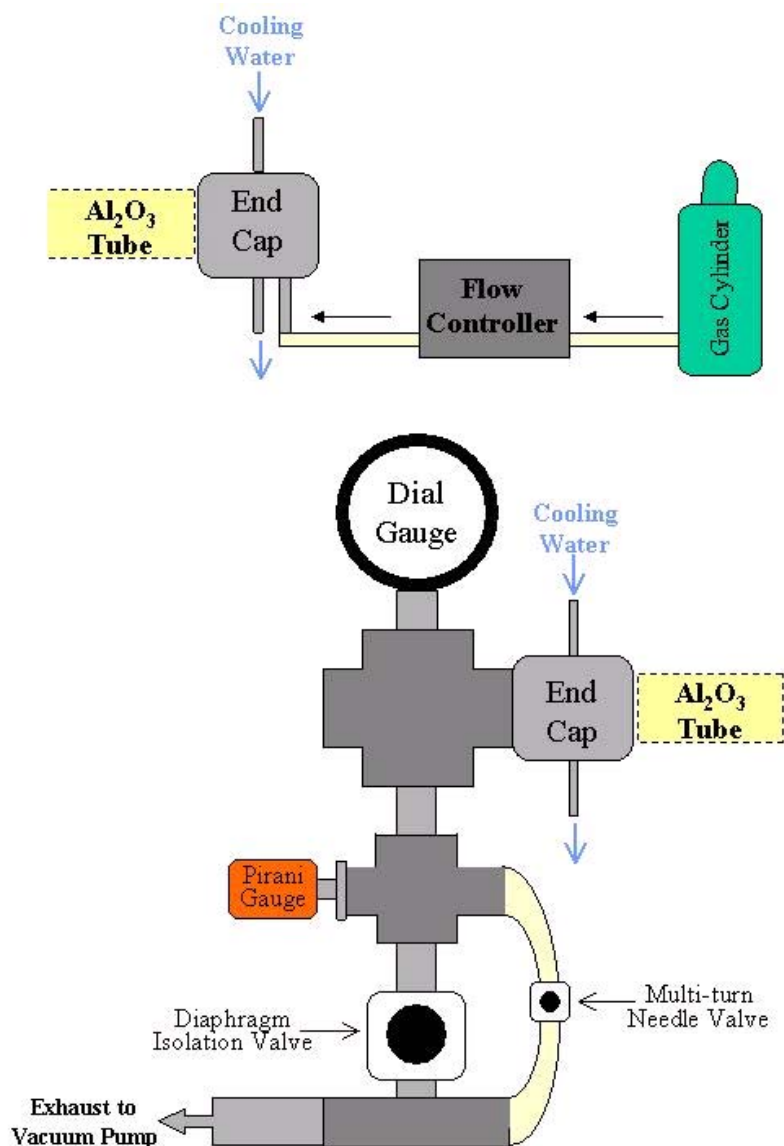 Cooling
Water
Al₂O₃
Tube
End
Cap
Flow
Controller
Gas Cylinder
Dial
Gauge
Cooling
Water
End
Cap
Al₂O₃
Tube
Pirani
Gauge
Diaphragm
Isolation Valve
Multi-turn
Needle Valve
Exhaust to
Vacuum Pump